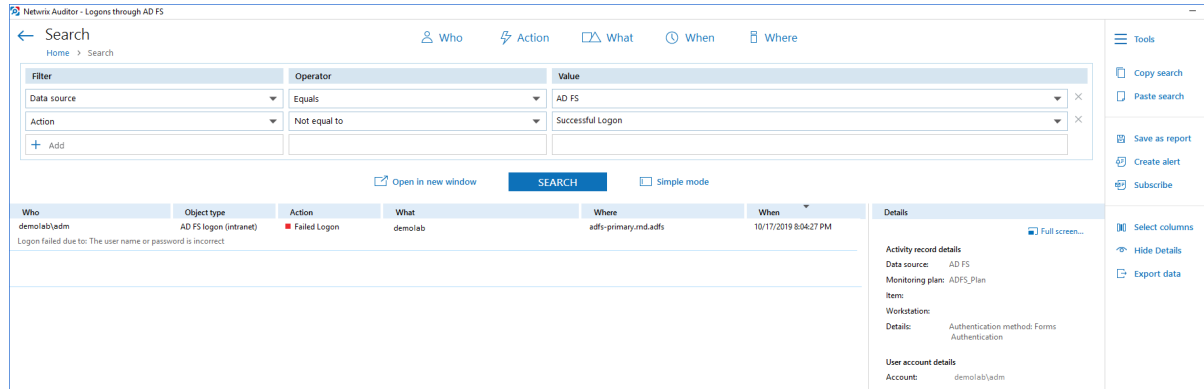 Netwrix Auditor - Logons through AD FS
Search
Home > Search
Who Action What When Where
Filter Operator Value
Data source Equals AD FS
Action Not equal to Successful Logon
+ Add
Open in new window SEARCH Simple mode
Who Object type Action What Where When
demolab\adm AD FS logon (intranet) Failed Logon demolab adfs-primary.rnd.adfs 10/17/2019 8:04:27 PM
Logon failed due to: The user name or password is incorrect
Details
Full screen...
Activity record details
Data source: AD FS
Monitoring plan: ADFS_Plan
Item:
Workstation:
Details: Authentication method: Forms
Authentication
User account details
Account: demolab\adm
Tools
Copy search
Paste search
Save as report
Create alert
Subscribe
Select columns
Hide Details
Export data